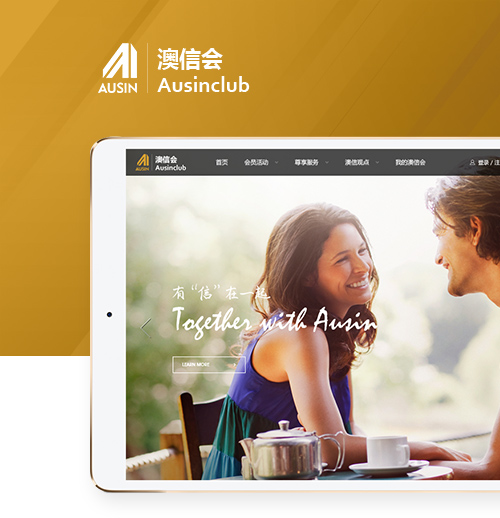 澳信会
AUSIN
Ausinclub
澳信会
AUSIN
Ausinclub
首页
会员活动
尊享服务
澳信观点
我的澳信会
登录 / 注
有“信”在一起
Together with Ausin
LEARN MORE